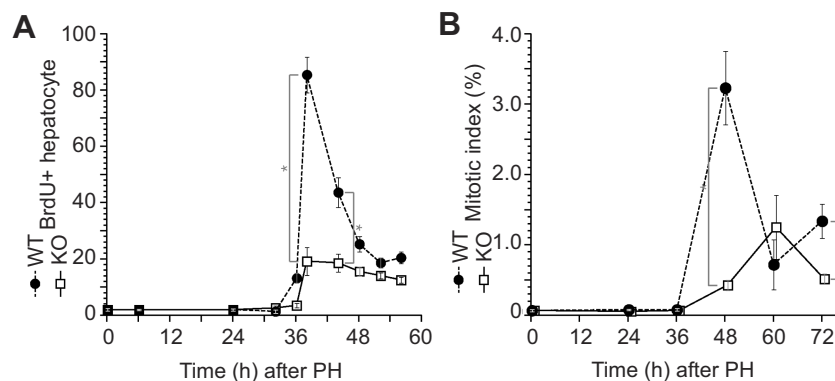 A
BrdU+ hepatocyte
WT
KO
100
80
60
40
20
0
0 12 24 36 48 60
Time (h) after PH
*
*
B
Mitotic index (%)
WT
KO
4.0
3.0
2.0
1.0
0
0 24 36 48 60 72
Time (h) after PH
*